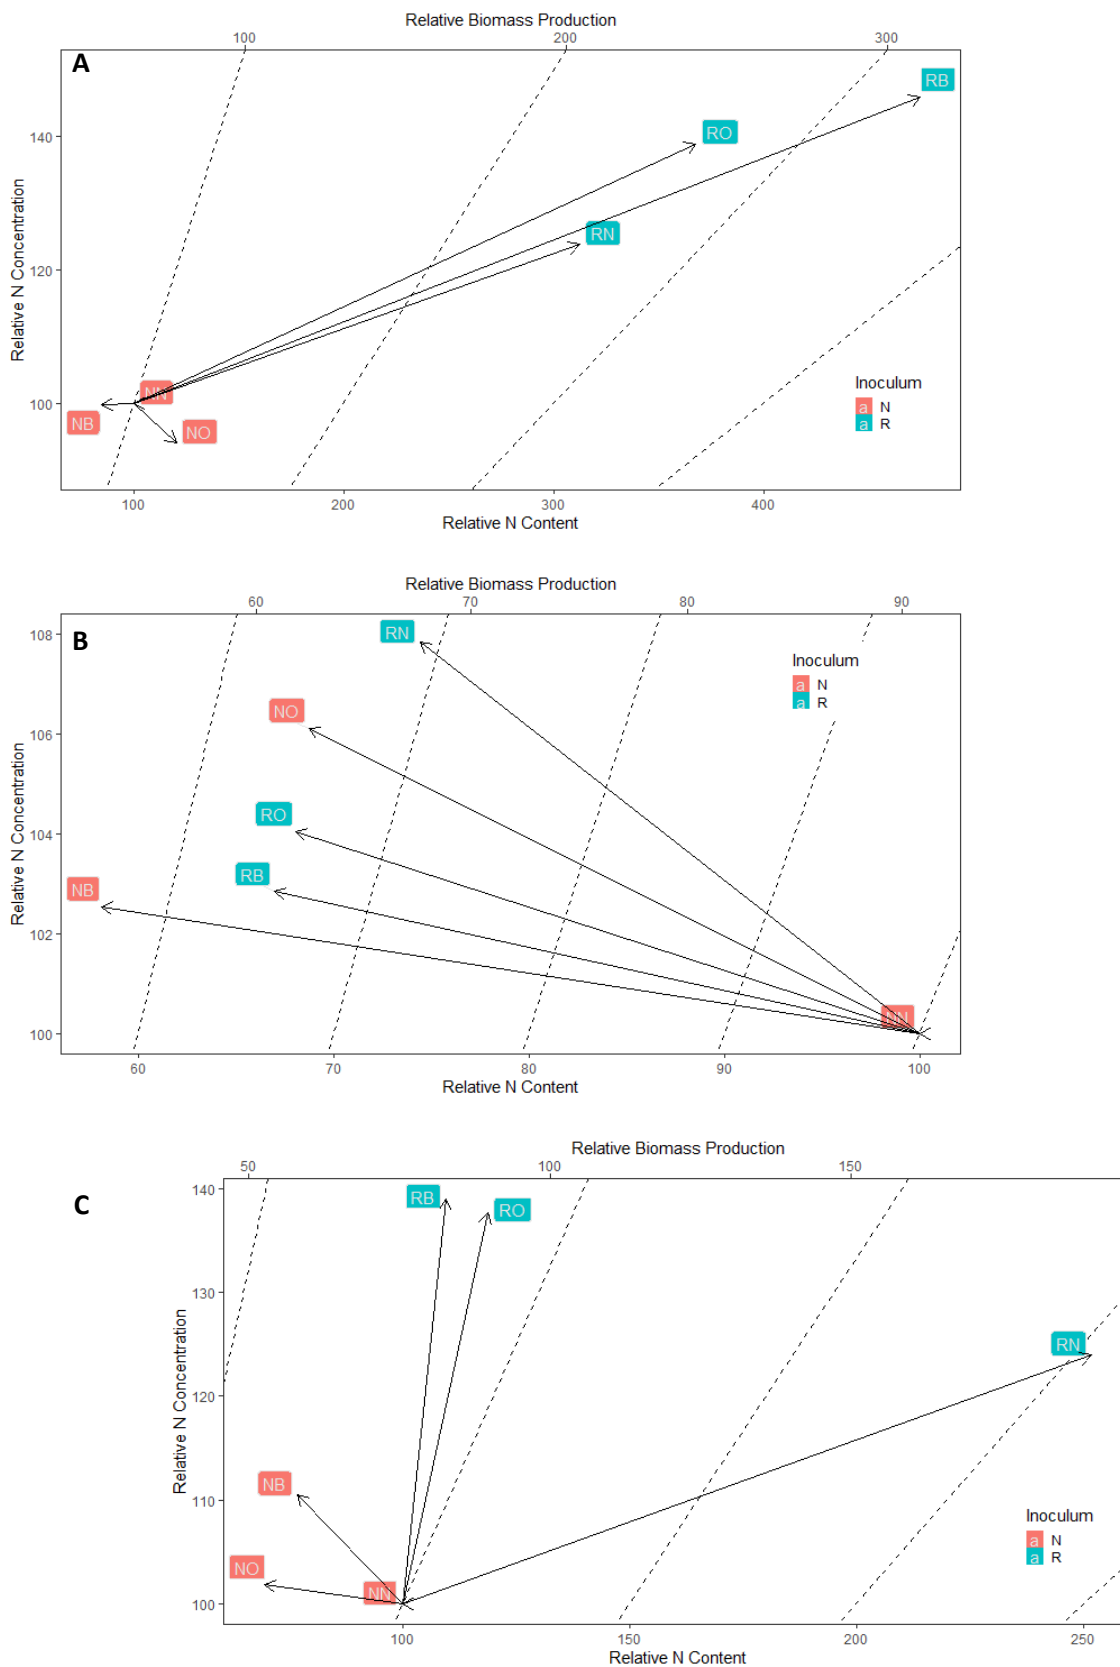 Relative Biomass Production
100 200 300
A
RB
140
RO
RN
120
Relative N Concentration
NN
100
NB
NO
Inoculum
a N
a R
100 200 300 400
Relative N Content
Relative Biomass Production
60 70 80 90
B
108
RN
Inoculum
a N
a R
NO
106
RO
104
RB
NB
Relative N Concentration
102
NN
100
60 70 80 90 100
Relative N Content
Relative Biomass Production
50 100 150
C
140
RB
RO
130
RN
Relative N Concentration
120
NB
110
NO
NN
100
Inoculum
a N
a R
100 150 200 250
Relative N Content